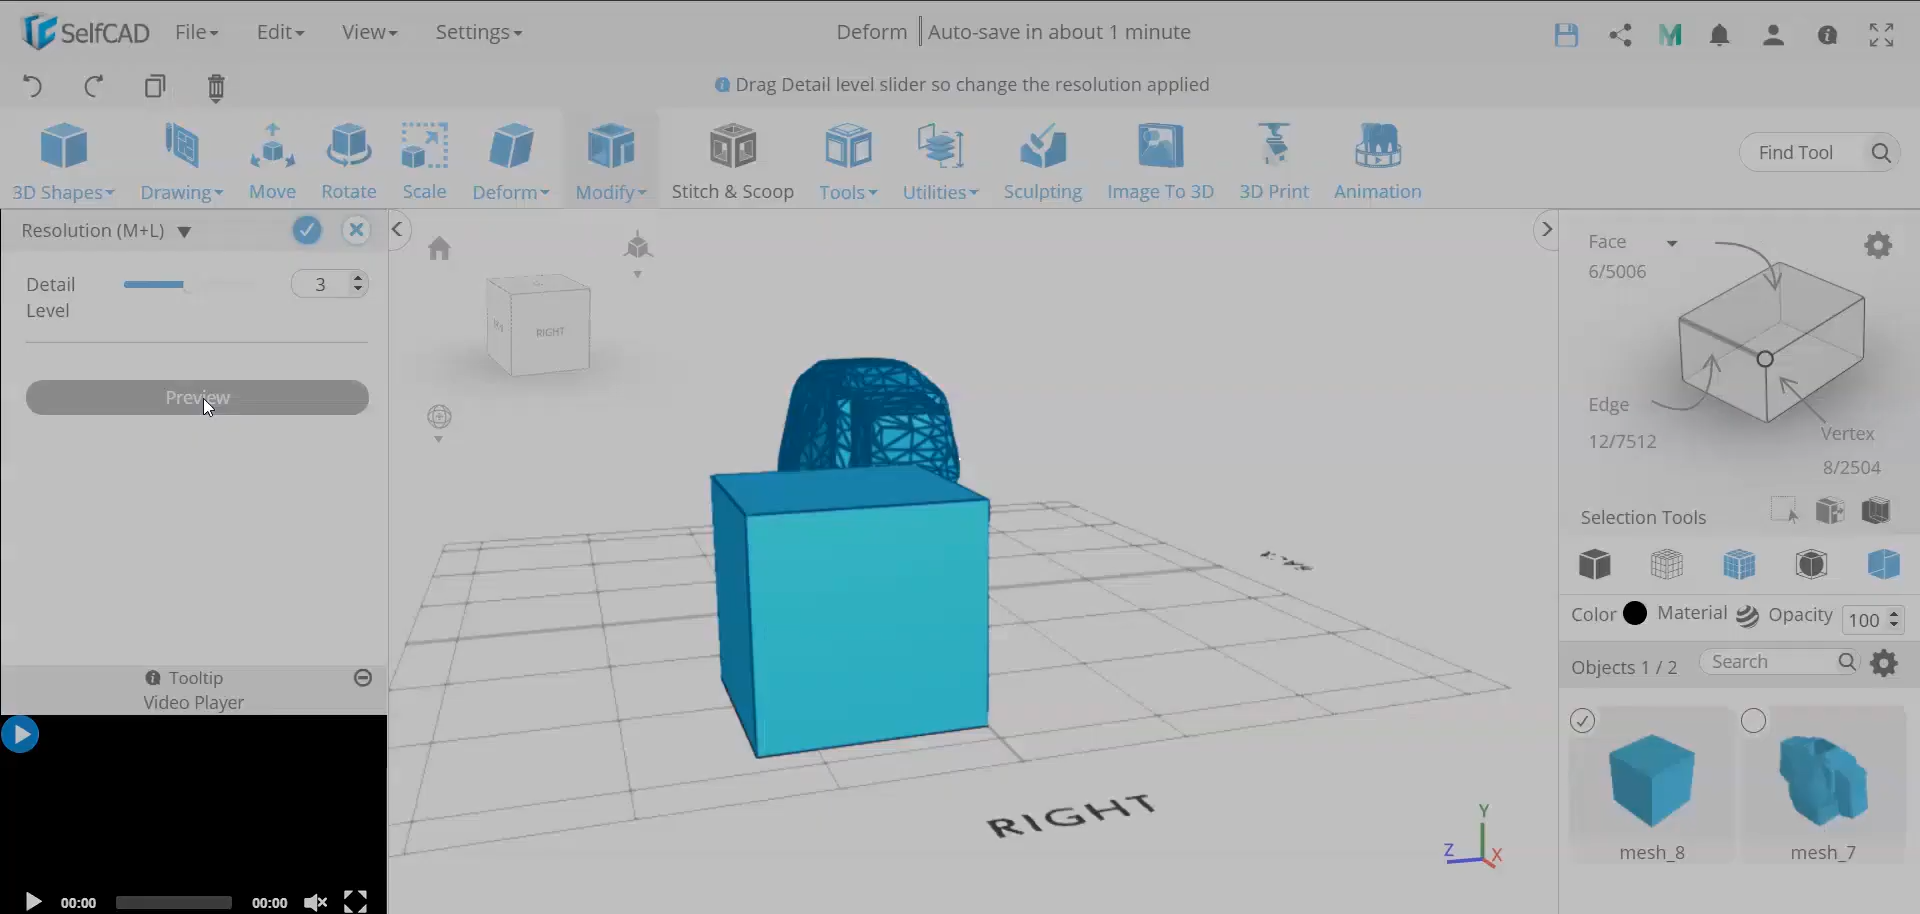 SelfCAD File Edit View Settings Deform Auto-save in about 1 minute
Drag Detail level slider so change the resolution applied
3D Shapes Drawing Move Rotate Scale Deform Modify Stitch & Scoop Tools Utilities Sculpting Image To 3D 3D Print Animation Find Tool
Resolution (M+L)
Detail Level 3
Preview
Tooltip
Video Player
00:00 00:00
RIGHT
RIGHT
Y
Z
X
Face
6/5006
Edge
12/7512
Vertex
8/2504
Selection Tools
Color Material Opacity 100
Objects 1 / 2 Search
mesh_8 mesh_7